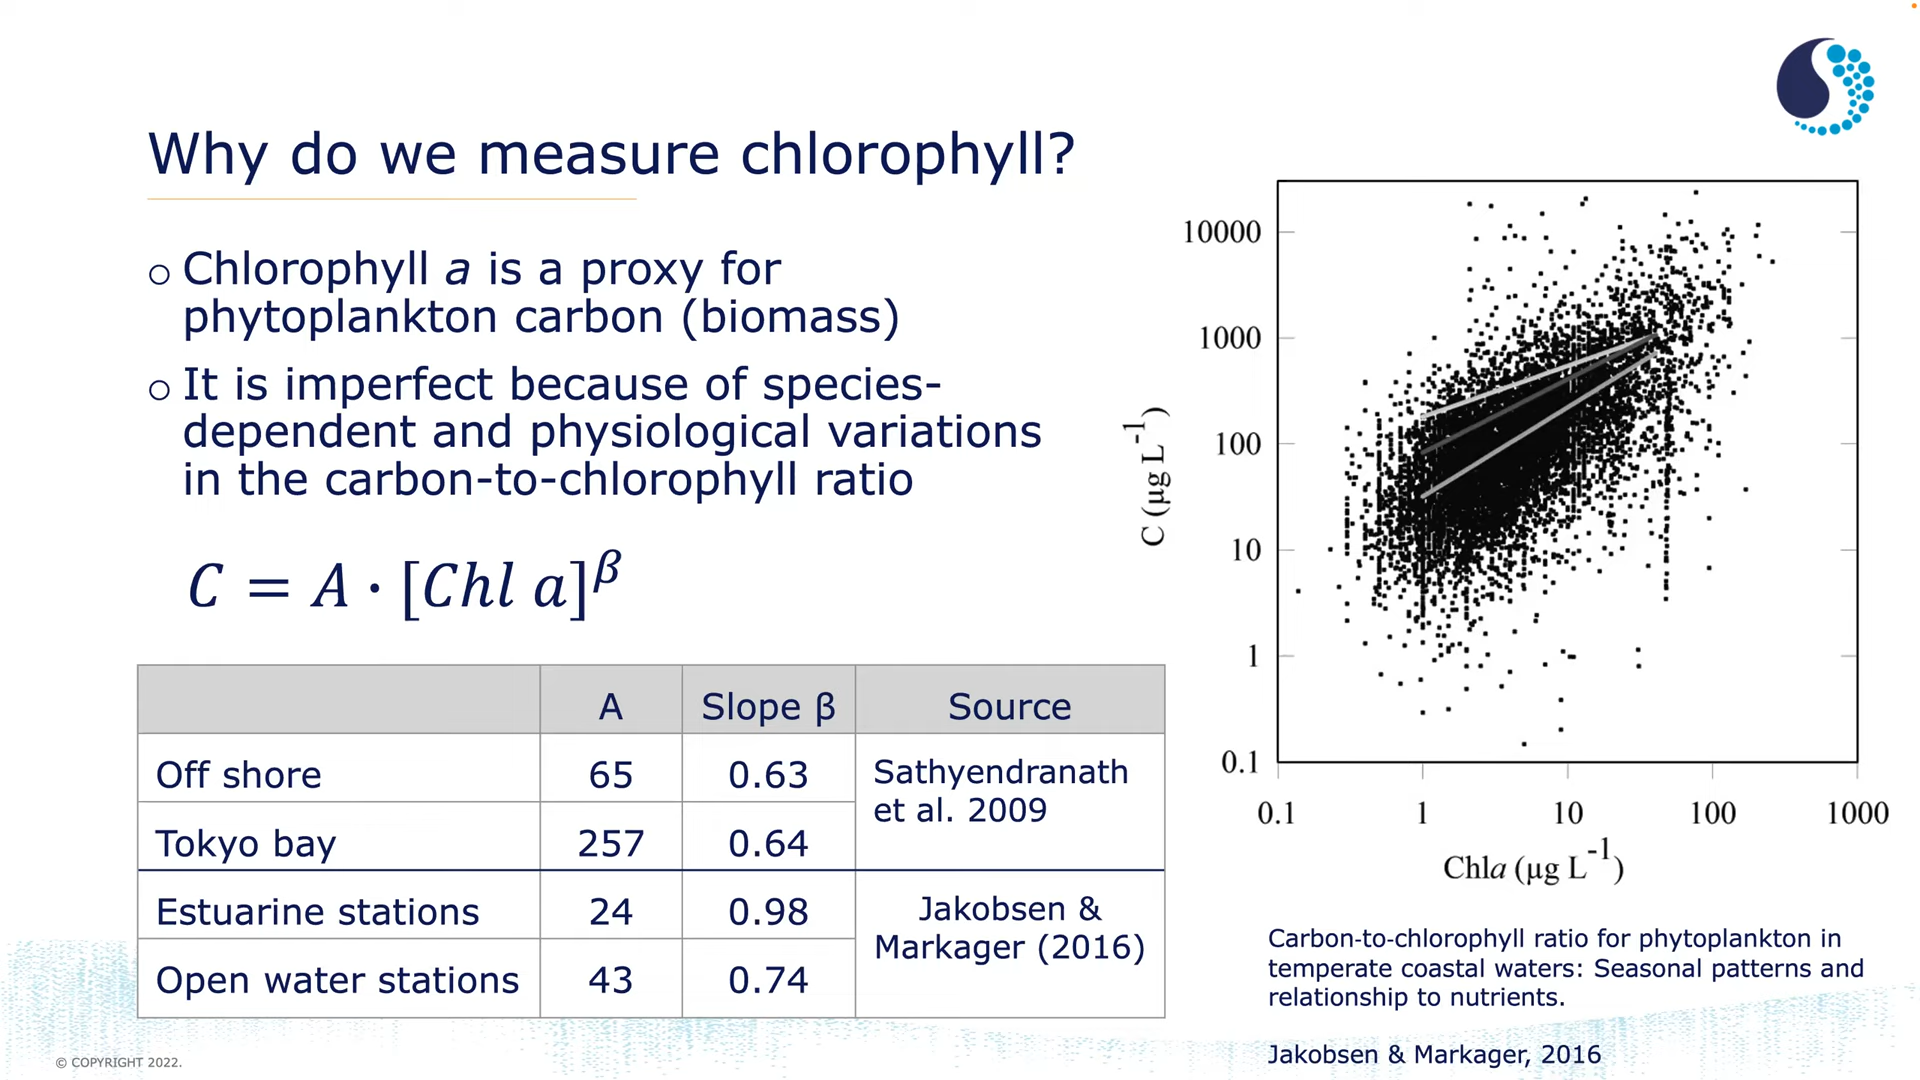 Why do we measure chlorophyll?
○ Chlorophyll a is a proxy for
phytoplankton carbon (biomass)
○ It is imperfect because of species-
dependent and physiological variations
in the carbon-to-chlorophyll ratio
C = A · [Chl a]^β
A Slope β Source
Off shore 65 0.63 Sathyendranath
et al. 2009
Tokyo bay 257 0.64
Estuarine stations 24 0.98 Jakobsen &
Markager (2016)
Open water stations 43 0.74
10000
1000
100
10
1
0.1
C (µg L⁻¹)
0.1 1 10 100 1000
Chla (µg L⁻¹)
Carbon-to-chlorophyll ratio for phytoplankton in
temperate coastal waters: Seasonal patterns and
relationship to nutrients.
Jakobsen & Markager, 2016
© COPYRIGHT 2022.